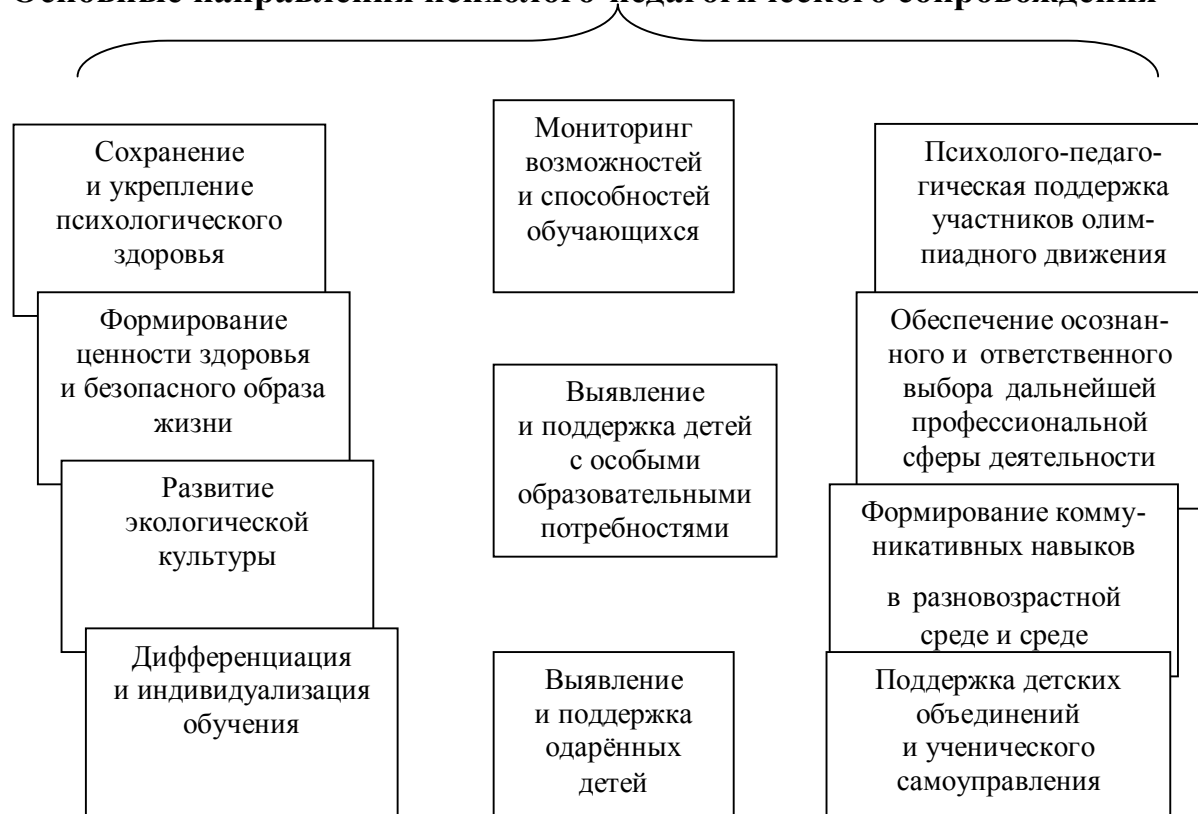 Основные направления психолого-педагогического сопровождения
Сохранение
и укрепление
психологического
здоровья
Формирование
ценности здоровья
и безопасного образа
жизни
Развитие
экологической
культуры
Дифференциация
и индивидуализация
обучения
Мониторинг
возможностей
и способностей
обучающихся
Выявление
и поддержка детей
с особыми
образовательными
потребностями
Выявление
и поддержка
одарённых
детей
Психолого-педаго-
гическая поддержка
участников олим-
пиадного движения
Обеспечение осознан-
ного и ответственного
выбора дальнейшей
профессиональной
сферы деятельности
Формирование комму-
никативных навыков
в разновозрастной
среде и среде
Поддержка детских
объединений
и ученического
самоуправления